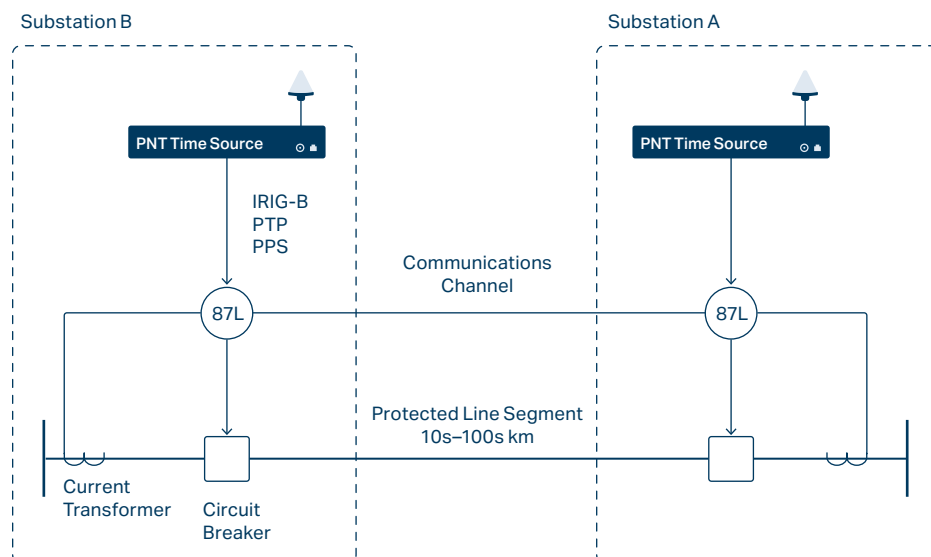 Substation B
Substation A
PNT Time Source
PNT Time Source
IRIG-B
PTP
PPS
Communications
Channel
87L
87L
Protected Line Segment
10s–100s km
Current
Transformer
Circuit
Breaker